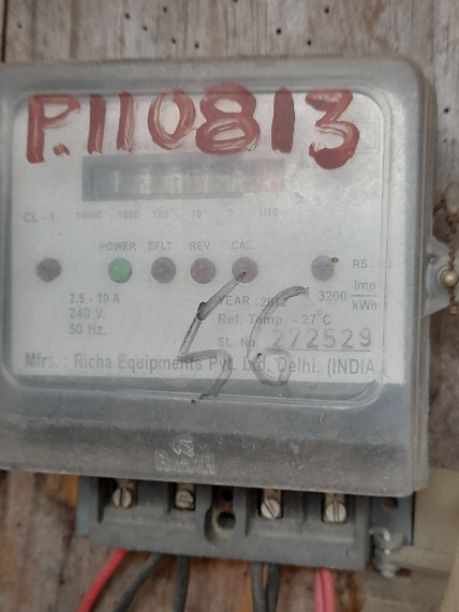 P.110813
CL - 1 10000 1000 100 10 1 1/10
POWER EFLT REV. CAL.
RS :
2.5 - 10 A
240 V.
50 Hz.
YEAR : 2012
3200 Imp/kWh
Ref. Temp. - 27°C
SL. No. 272529
56
Mfrs. : Richa Equipments Pvt. Ltd. Delhi. (INDIA)